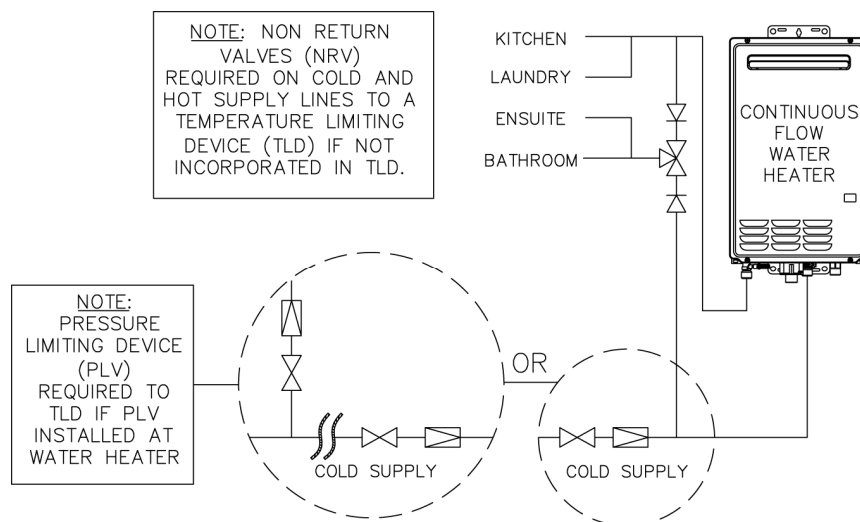 NOTE: NON RETURN
VALVES (NRV)
REQUIRED ON COLD AND
HOT SUPPLY LINES TO A
TEMPERATURE LIMITING
DEVICE (TLD) IF NOT
INCORPORATED IN TLD.
KITCHEN
LAUNDRY
ENSUITE
BATHROOM
CONTINUOUS
FLOW
WATER
HEATER
NOTE:
PRESSURE
LIMITING DEVICE
(PLV)
REQUIRED TO
TLD IF PLV
INSTALLED AT
WATER HEATER
OR
COLD SUPPLY
COLD SUPPLY